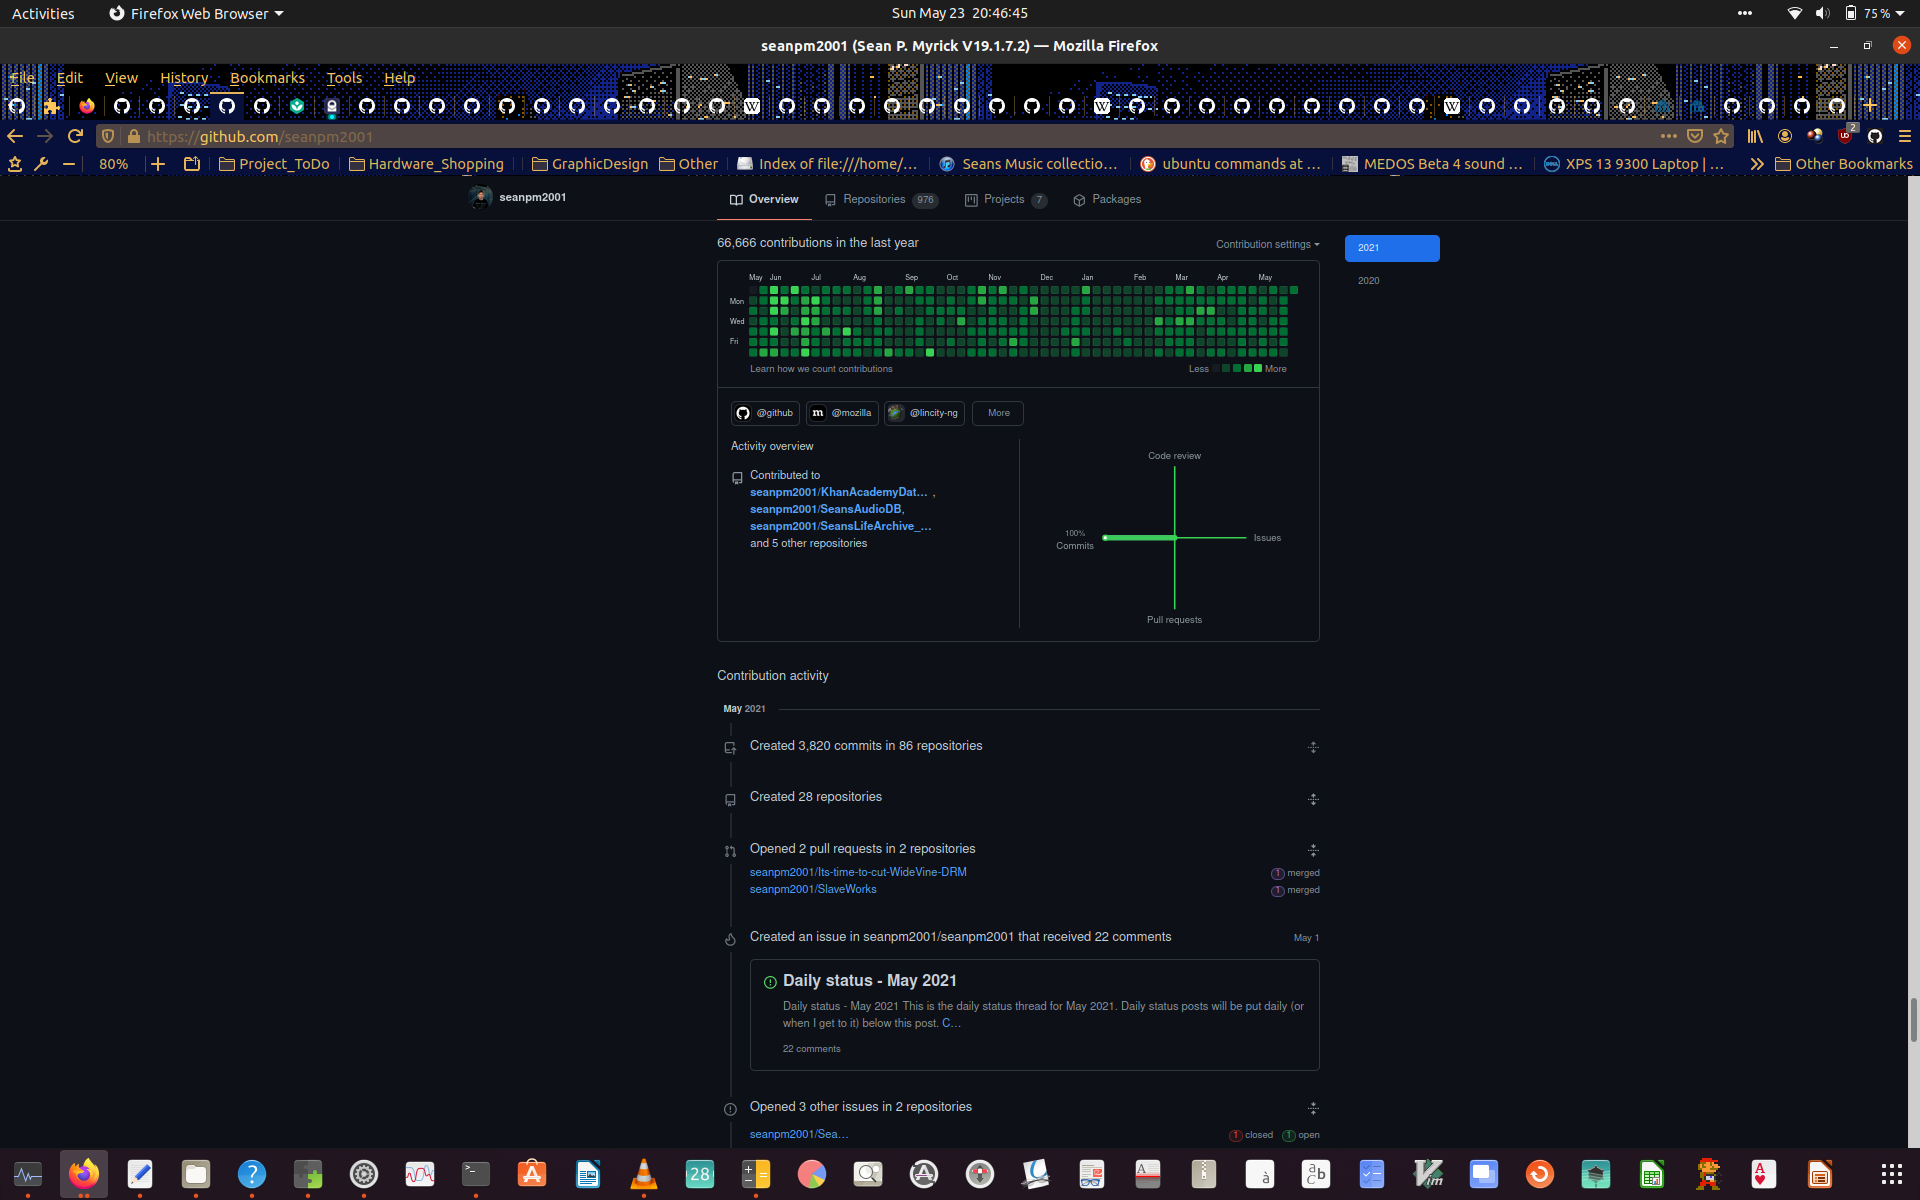 Activities
Firefox Web Browser
Sun May 23 20:46:45
75 %
seanpm2001 (Sean P. Myrick V19.1.7.2) — Mozilla Firefox
File Edit View History Bookmarks Tools Help
https://github.com/seanpm2001
2
80%
Project_ToDo
Hardware_Shopping
GraphicDesign
Other
Index of file:///home/...
Seans Music collectio...
ubuntu commands at ...
MEDOS Beta 4 sound ...
XPS 13 9300 Laptop | ...
Other Bookmarks
seanpm2001
Overview
Repositories 976
Projects 7
Packages
66,666 contributions in the last year
Contribution settings
2021
2020
May Jun Jul Aug Sep Oct Nov Dec Jan Feb Mar Apr May
Mon
Wed
Fri
Learn how we count contributions
Less
More
@github
@mozilla
@lincity-ng
More
Activity overview
Contributed to
seanpm2001/KhanAcademyDat... ,
seanpm2001/SeansAudioDB,
seanpm2001/SeansLifeArchive_...
and 5 other repositories
Code review
100%
Commits
Issues
Pull requests
Contribution activity
May 2021
Created 3,820 commits in 86 repositories
Created 28 repositories
Opened 2 pull requests in 2 repositories
seanpm2001/Its-time-to-cut-WideVine-DRM
1 merged
seanpm2001/SlaveWorks
1 merged
Created an issue in seanpm2001/seanpm2001 that received 22 comments
May 1
Daily status - May 2021
Daily status - May 2021 This is the daily status thread for May 2021. Daily status posts will be put daily (or
when I get to it) below this post. C...
22 comments
Opened 3 other issues in 2 repositories
seanpm2001/Sea...
1 closed
1 open
28